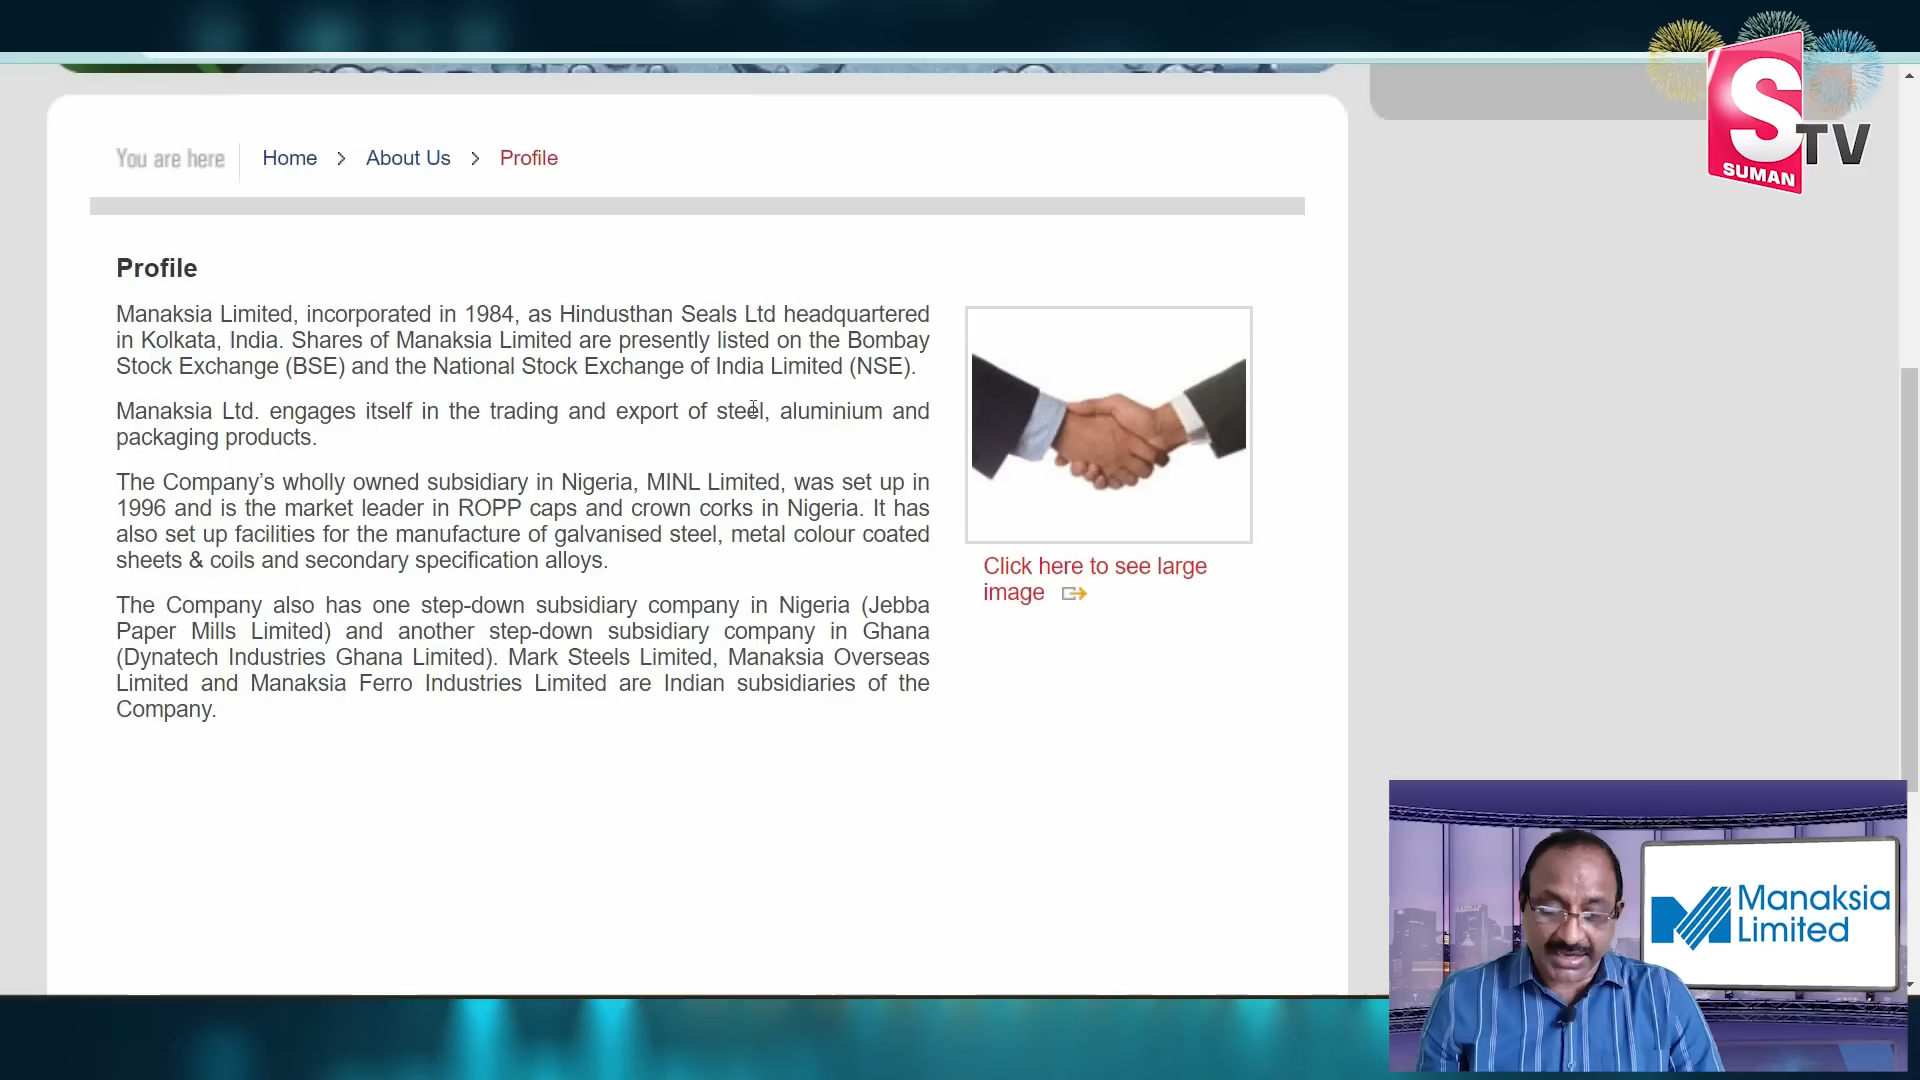 S
TV
SUMAN
You are here
Home > About Us > Profile
Profile
Manaksia Limited, incorporated in 1984, as Hindusthan Seals Ltd headquartered
in Kolkata, India. Shares of Manaksia Limited are presently listed on the Bombay
Stock Exchange (BSE) and the National Stock Exchange of India Limited (NSE).
Manaksia Ltd. engages itself in the trading and export of steel, aluminium and
packaging products.
The Company’s wholly owned subsidiary in Nigeria, MINL Limited, was set up in
1996 and is the market leader in ROPP caps and crown corks in Nigeria. It has
also set up facilities for the manufacture of galvanised steel, metal colour coated
sheets & coils and secondary specification alloys.
The Company also has one step-down subsidiary company in Nigeria (Jebba
Paper Mills Limited) and another step-down subsidiary company in Ghana
(Dynatech Industries Ghana Limited). Mark Steels Limited, Manaksia Overseas
Limited and Manaksia Ferro Industries Limited are Indian subsidiaries of the
Company.
Click here to see large
image
Manaksia
Limited